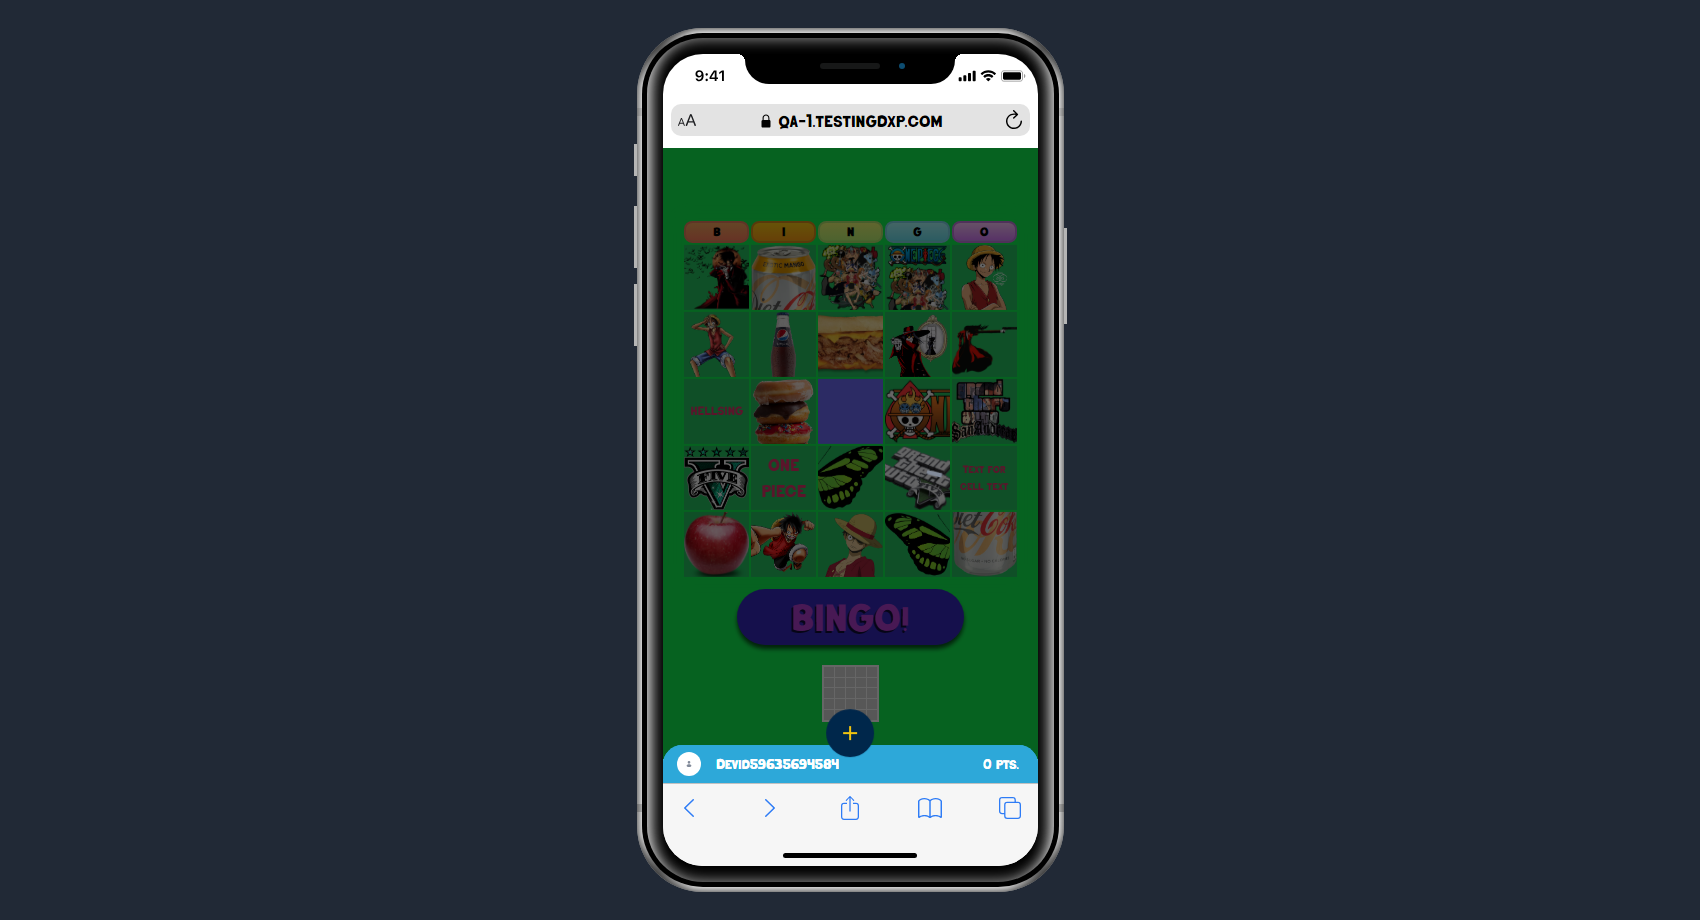 9:41
AA
QA-1.TESTINGDXP.COM
B I N G O
HELLSING
FIVE
ONE
PIECE
TEXT FOR
CELL TEXT
BINGO!
+
DEVID59635694584
0 PTS.